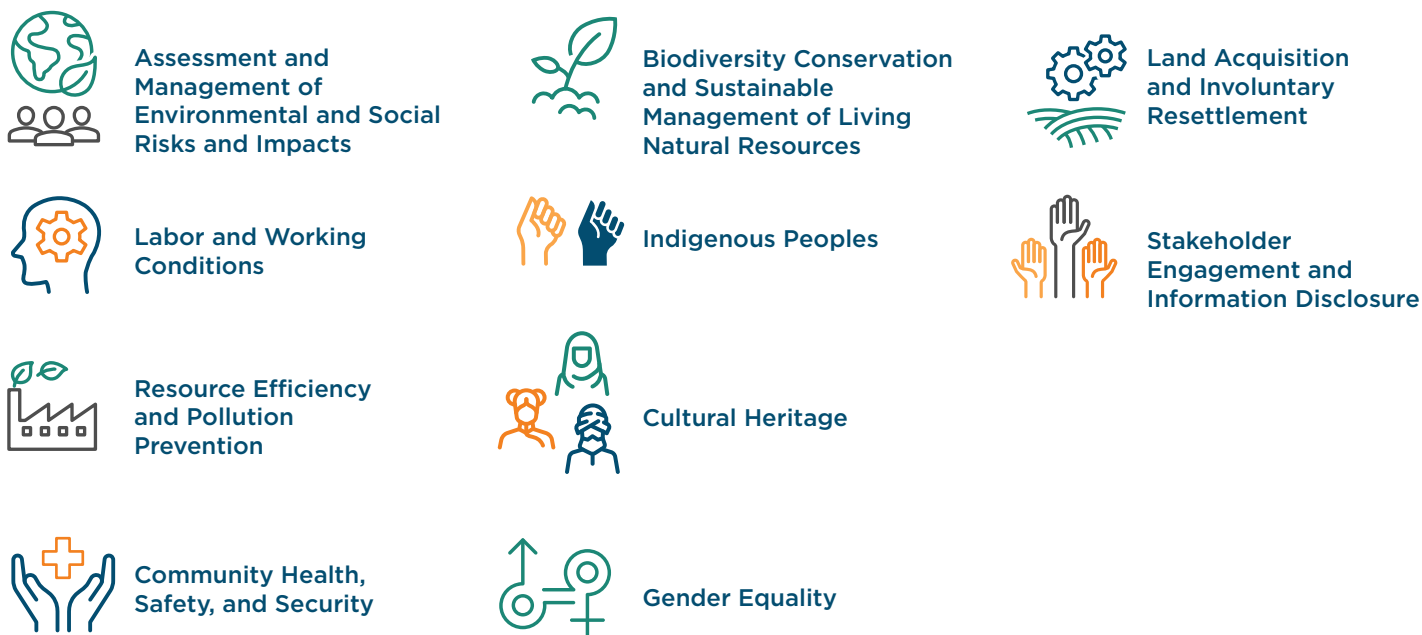 Assessment and
Management of
Environmental and Social
Risks and Impacts
Labor and Working
Conditions
Resource Efficiency
and Pollution
Prevention
Community Health,
Safety, and Security
Biodiversity Conservation
and Sustainable
Management of Living
Natural Resources
Indigenous Peoples
Cultural Heritage
Gender Equality
Land Acquisition
and Involuntary
Resettlement
Stakeholder
Engagement and
Information Disclosure